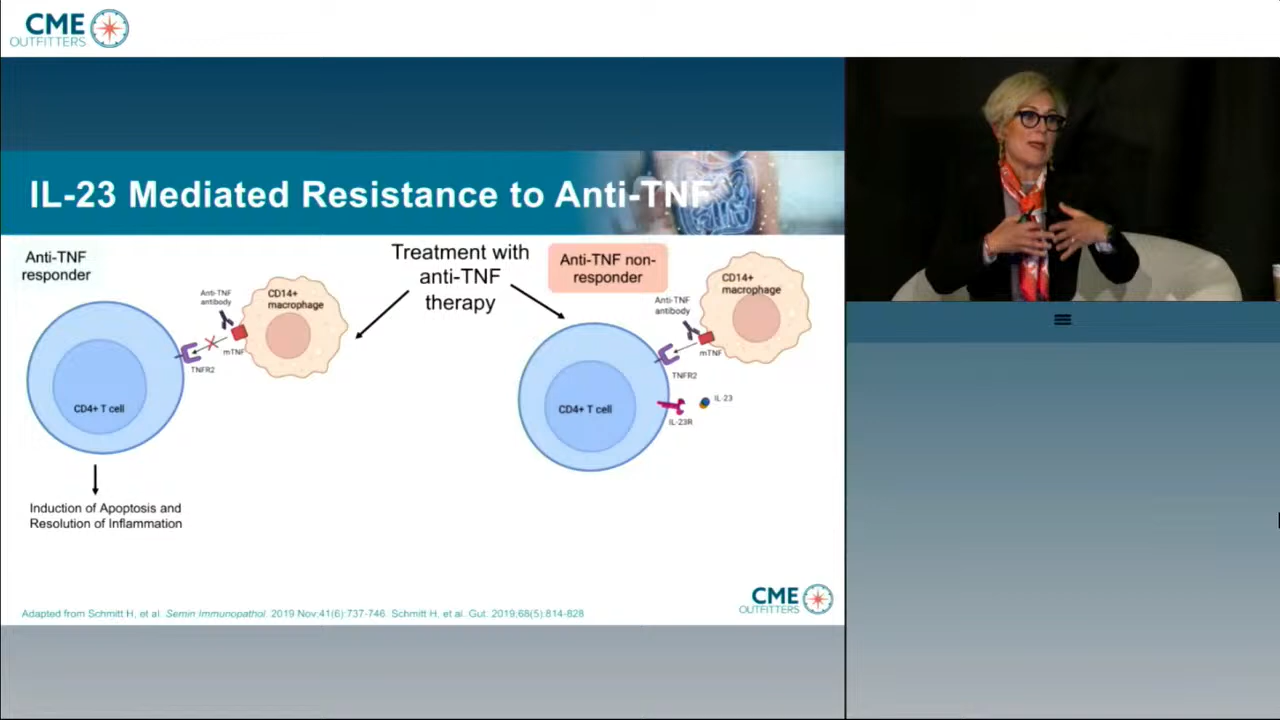 CME
OUTFITTERS
IL-23 Mediated Resistance to Anti-TNF
Anti-TNF
responder
Treatment with
anti-TNF
therapy
Anti-TNF non-
responder
Anti-TNF
antibody
CD14+
macrophage
mTNF
TNFR2
CD4+ T cell
Induction of Apoptosis and
Resolution of Inflammation
Anti-TNF
antibody
CD14+
macrophage
mTNF
TNFR2
IL-23
IL-23R
CD4+ T cell
CME
OUTFITTERS
Adapted from Schmitt H, et al. Semin Immunopathol. 2019 Nov;41(6):737-746. Schmitt H, et al. Gut. 2019;68(5):814-828